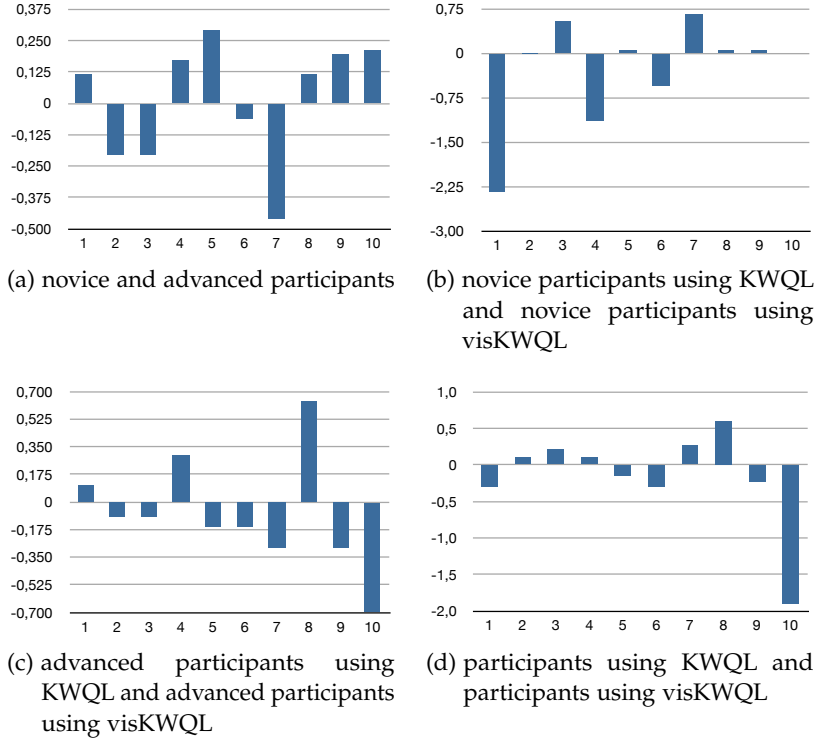 0,375
0,250
0,125
0
-0,125
-0,250
-0,375
-0,500
1 2 3 4 5 6 7 8 9 10
(a) novice and advanced participants
0,75
0
-0,75
-1,50
-2,25
-3,00
1 2 3 4 5 6 7 8 9 10
(b) novice participants using KWQL
and novice participants using
visKWQL
0,700
0,525
0,350
0,175
0
-0,175
-0,350
-0,525
-0,700
1 2 3 4 5 6 7 8 9 10
(c) advanced participants using
KWQL and advanced participants
using visKWQL
1,0
0,5
0
-0,5
-1,0
-1,5
-2,0
1 2 3 4 5 6 7 8 9 10
(d) participants using KWQL and
participants using visKWQL